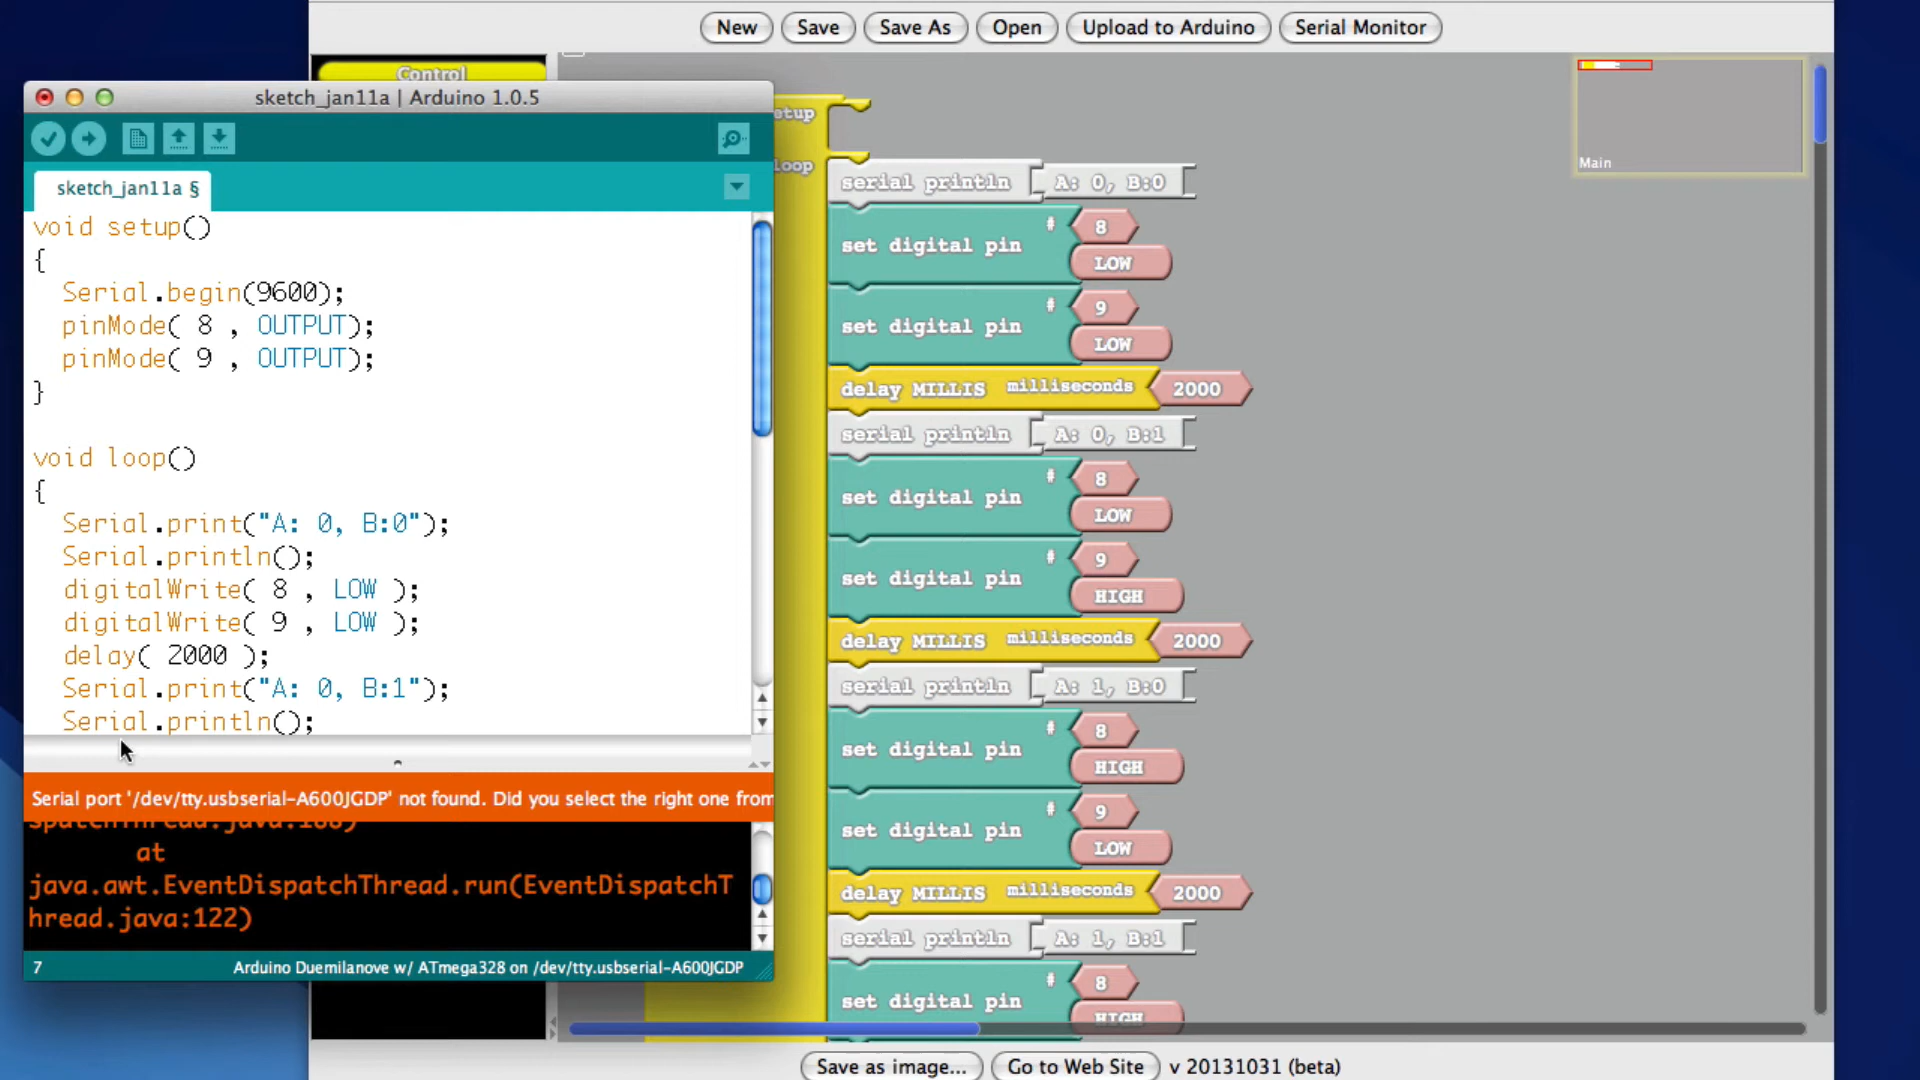 New Save Save As Open Upload to Arduino Serial Monitor
Control
sketch_jan11a | Arduino 1.0.5
sketch_jan11a §
void setup()
{
Serial.begin(9600);
pinMode( 8 , OUTPUT);
pinMode( 9 , OUTPUT);
}
void loop()
{
Serial.print("A: 0, B:0");
Serial.println();
digitalWrite( 8 , LOW );
digitalWrite( 9 , LOW );
delay( 2000 );
Serial.print("A: 0, B:1");
Serial.println();
Serial port '/dev/tty.usbserial-A600JGDP' not found. Did you select the right one from
spatchThread.java:188)
at
java.awt.EventDispatchThread.run(EventDispatchT
hread.java:122)
7 Arduino Duemilanove w/ ATmega328 on /dev/tty.usbserial-A600JGDP
etup
loop
serial println A: 0, B:0
set digital pin # 8
LOW
set digital pin # 9
LOW
delay MILLIS milliseconds 2000
serial println A: 0, B:1
set digital pin # 8
LOW
set digital pin # 9
HIGH
delay MILLIS milliseconds 2000
serial println A: 1, B:0
set digital pin # 8
HIGH
set digital pin # 9
LOW
delay MILLIS milliseconds 2000
serial println A: 1, B:1
set digital pin # 8
HIGH
Main
Save as image... Go to Web Site v 20131031 (beta)